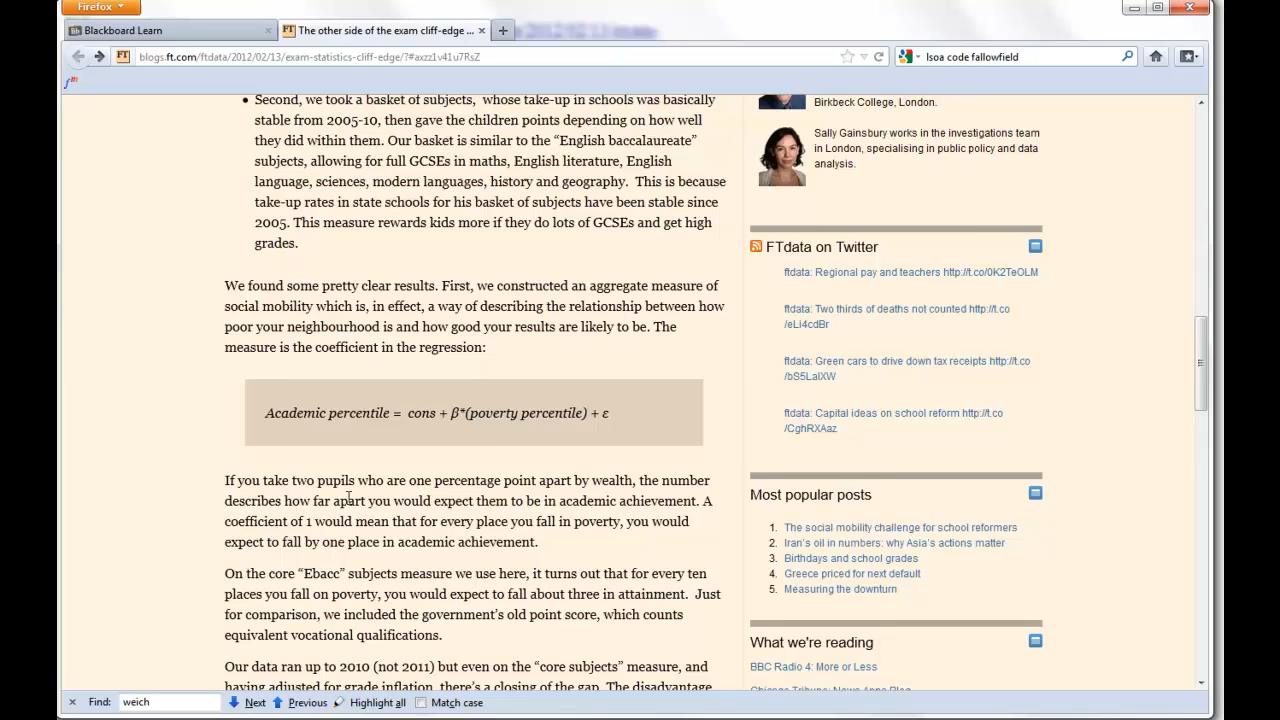 Firefox
Blackboard Learn
The other side of the exam cliff-edge ...
blogs.ft.com/ftdata/2012/02/13/exam-statistics-cliff-edge/?#axzz1v41u7RsZ
lsoa code fallowfield
Second, we took a basket of subjects, whose take-up in schools was basically
stable from 2005-10, then gave the children points depending on how well
they did within them. Our basket is similar to the “English baccalaureate”
subjects, allowing for full GCSEs in maths, English literature, English
language, sciences, modern languages, history and geography. This is because
take-up rates in state schools for his basket of subjects have been stable since
2005. This measure rewards kids more if they do lots of GCSEs and get high
grades.
We found some pretty clear results. First, we constructed an aggregate measure of
social mobility which is, in effect, a way of describing the relationship between how
poor your neighbourhood is and how good your results are likely to be. The
measure is the coefficient in the regression:
Academic percentile = cons + β*(poverty percentile) + ε
If you take two pupils who are one percentage point apart by wealth, the number
describes how far apart you would expect them to be in academic achievement. A
coefficient of 1 would mean that for every place you fall in poverty, you would
expect to fall by one place in academic achievement.
On the core “Ebacc” subjects measure we use here, it turns out that for every ten
places you fall on poverty, you would expect to fall about three in attainment. Just
for comparison, we included the government’s old point score, which counts
equivalent vocational qualifications.
Our data ran up to 2010 (not 2011) but even on the “core subjects” measure, and
having adjusted for grade inflation, there’s a closing of the gap. The disadvantage
Birkbeck College, London.
Sally Gainsbury works in the investigations team
in London, specialising in public policy and data
analysis.
FTdata on Twitter
ftdata: Regional pay and teachers http://t.co/0K2TeOLM
ftdata: Two thirds of deaths not counted http://t.co
/eLi4cdBr
ftdata: Green cars to drive down tax receipts http://t.co
/bS5LalXW
ftdata: Capital ideas on school reform http://t.co
/CghRXAaz
Most popular posts
1. The social mobility challenge for school reformers
2. Iran's oil in numbers: why Asia's actions matter
3. Birthdays and school grades
4. Greece priced for next default
5. Measuring the downturn
What we're reading
BBC Radio 4: More or Less
Chicago Tribune: News Apps Blog
Find: weich Next Previous Highlight all Match case